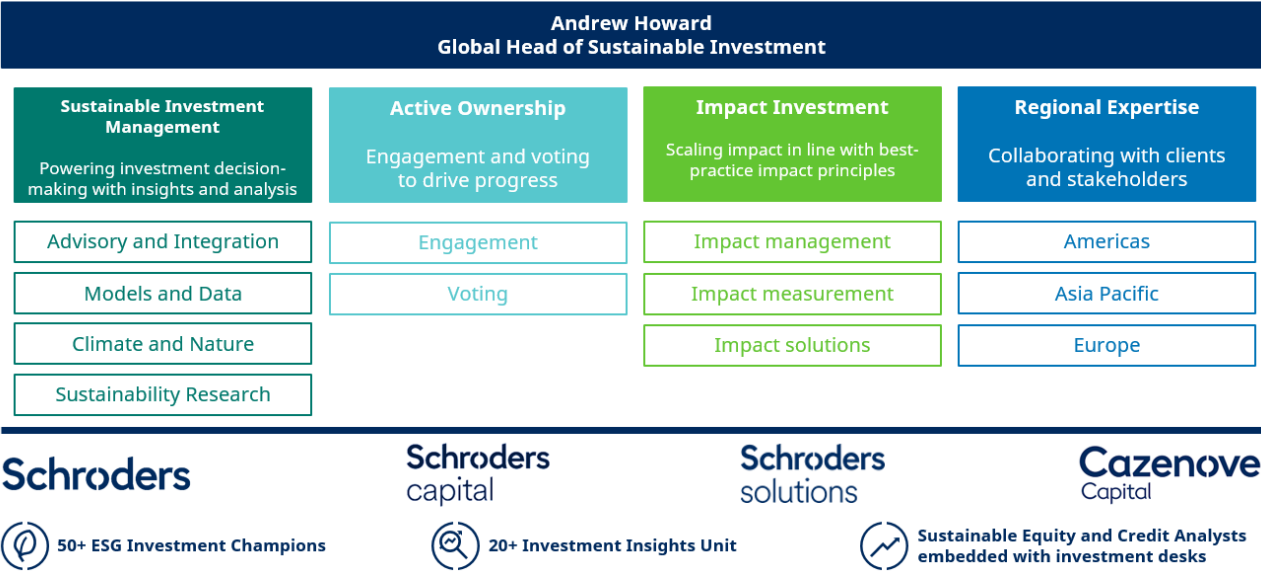 Andrew Howard
Global Head of Sustainable Investment
Sustainable Investment
Management
Powering investment decision-
making with insights and analysis
Advisory and Integration
Models and Data
Climate and Nature
Sustainability Research
Active Ownership
Engagement and voting
to drive progress
Engagement
Voting
Impact Investment
Scaling impact in line with best-
practice impact principles
Impact management
Impact measurement
Impact solutions
Regional Expertise
Collaborating with clients
and stakeholders
Americas
Asia Pacific
Europe
Schroders
Schroders
capital
Schroders
solutions
Cazenove
Capital
50+ ESG Investment Champions
20+ Investment Insights Unit
Sustainable Equity and Credit Analysts
embedded with investment desks